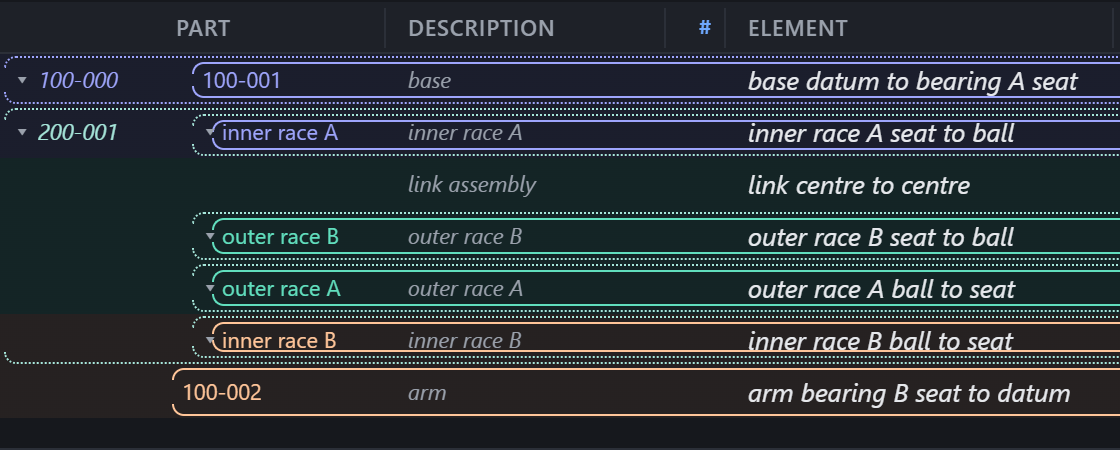 PART DESCRIPTION # ELEMENT
100-000 100-001 base base datum to bearing A seat
200-001 inner race A inner race A inner race A seat to ball
link assembly link centre to centre
outer race B outer race B outer race B seat to ball
outer race A outer race A outer race A ball to seat
inner race B inner race B inner race B ball to seat
100-002 arm arm bearing B seat to datum